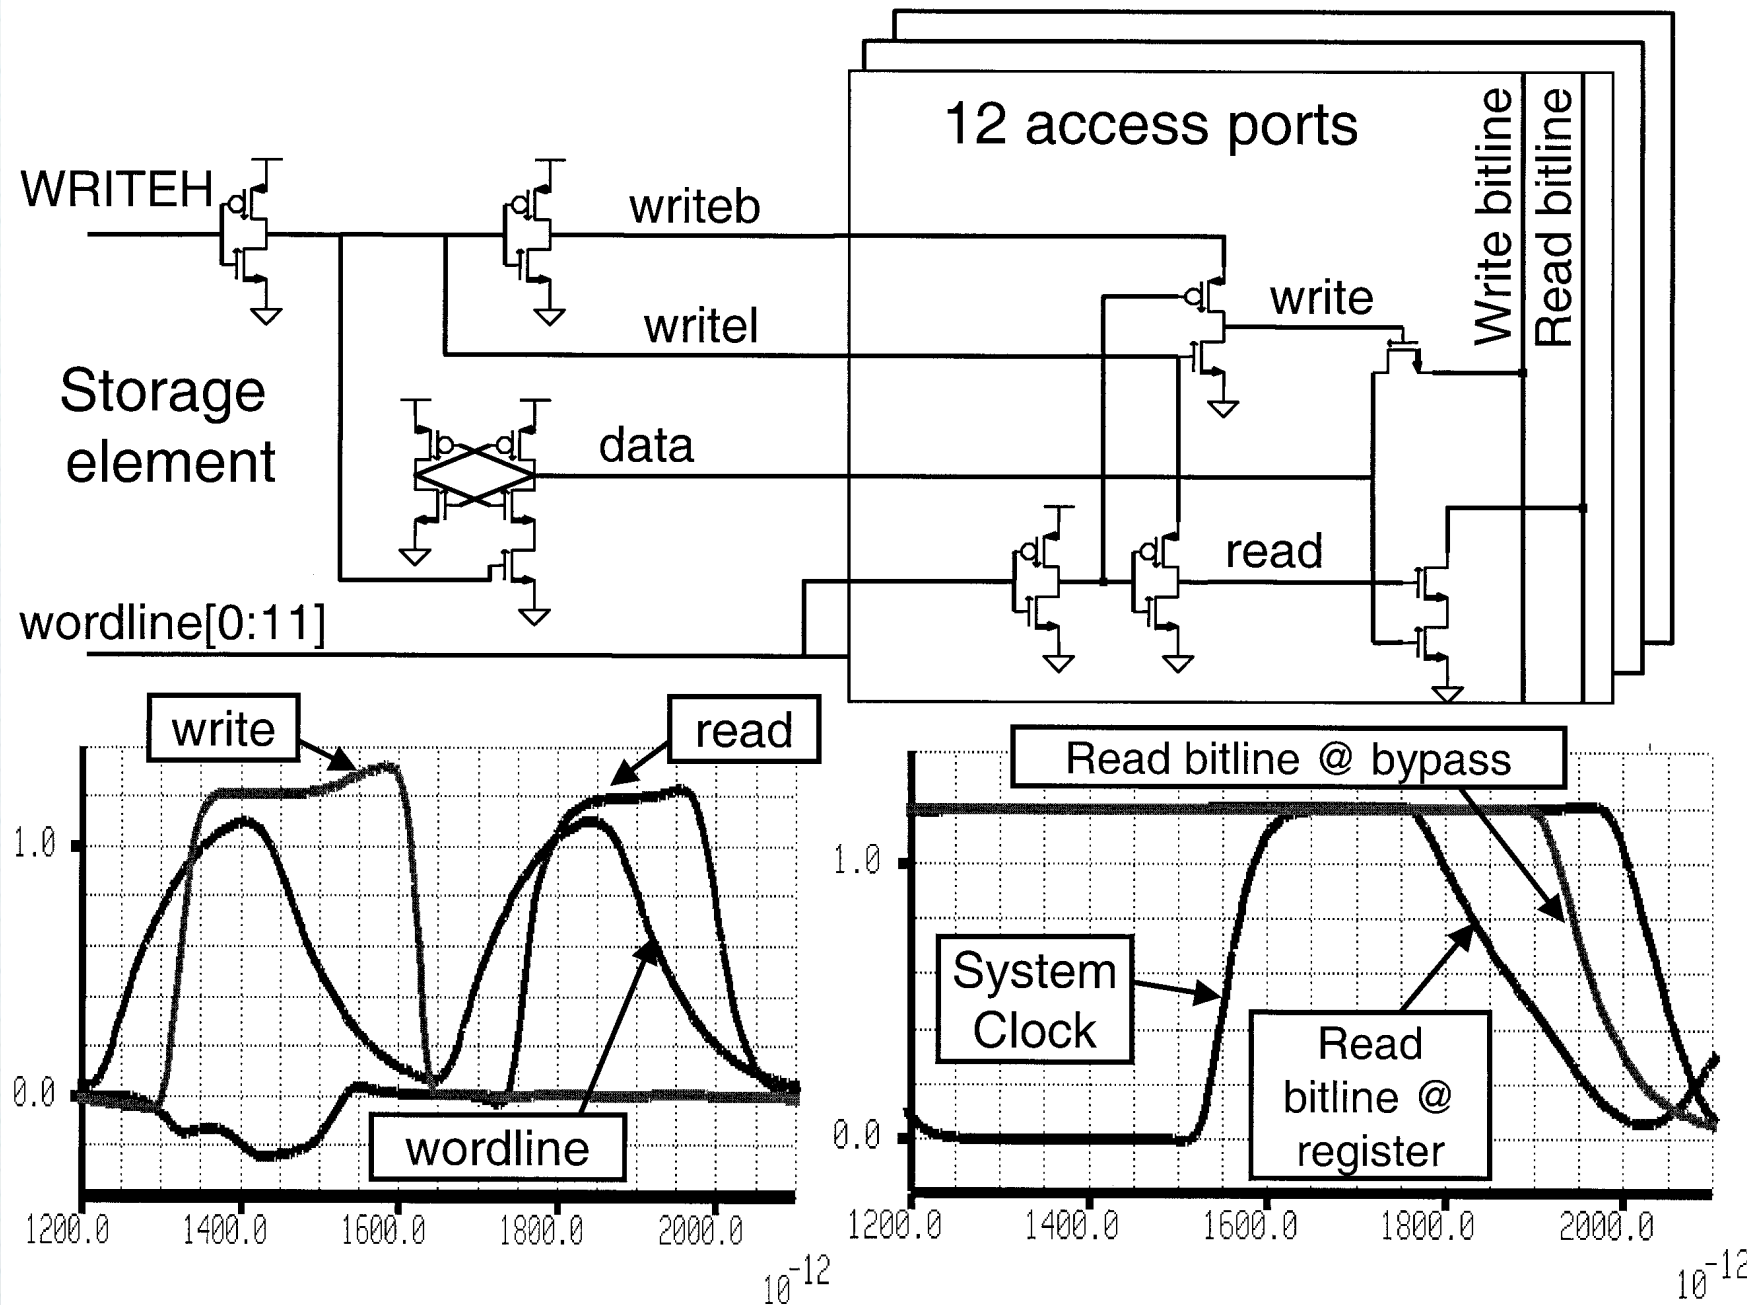 12 access ports
Write bitline
Read bitline
WRITEH
writeb
write
writel
Storage
element
data
read
wordline[0:11]
write
read
wordline
1.0
0.0
1200.0 1400.0 1600.0 1800.0 2000.0
10-12
Read bitline @ bypass
System
Clock
Read
bitline @
register
1.0
0.0
1200.0 1400.0 1600.0 1800.0 2000.0
10-12